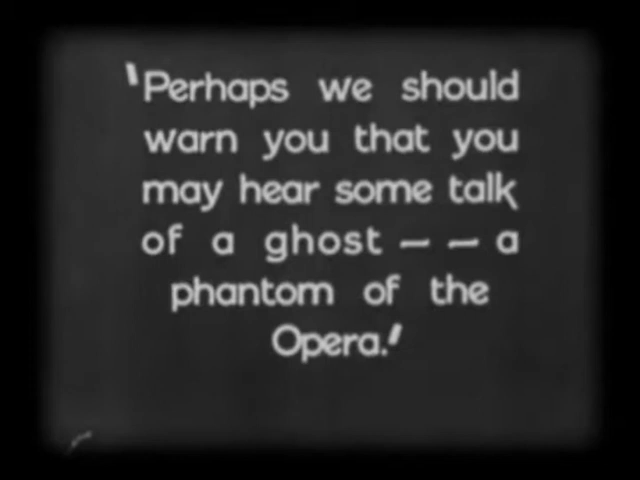 'Perhaps we should
warn you that you
may hear some talk
of a ghost — — a
phantom of the
Opera.'